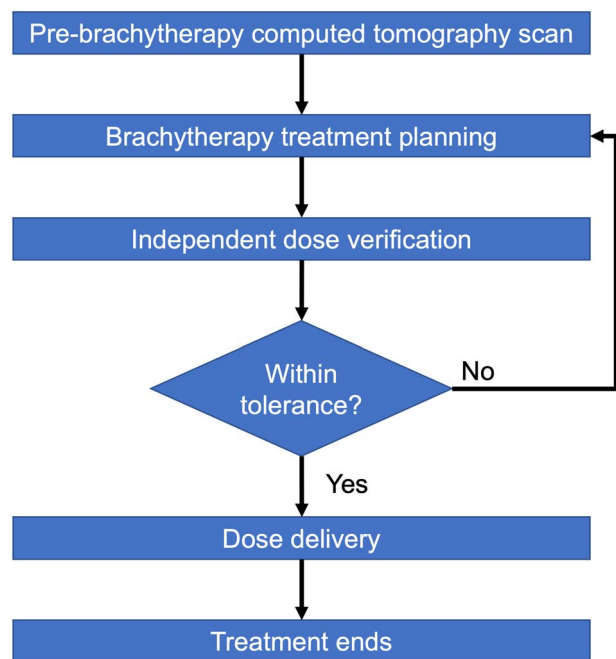 Pre-brachytherapy computed tomography scan
Brachytherapy treatment planning
Independent dose verification
Within
tolerance?
No
Yes
Dose delivery
Treatment ends